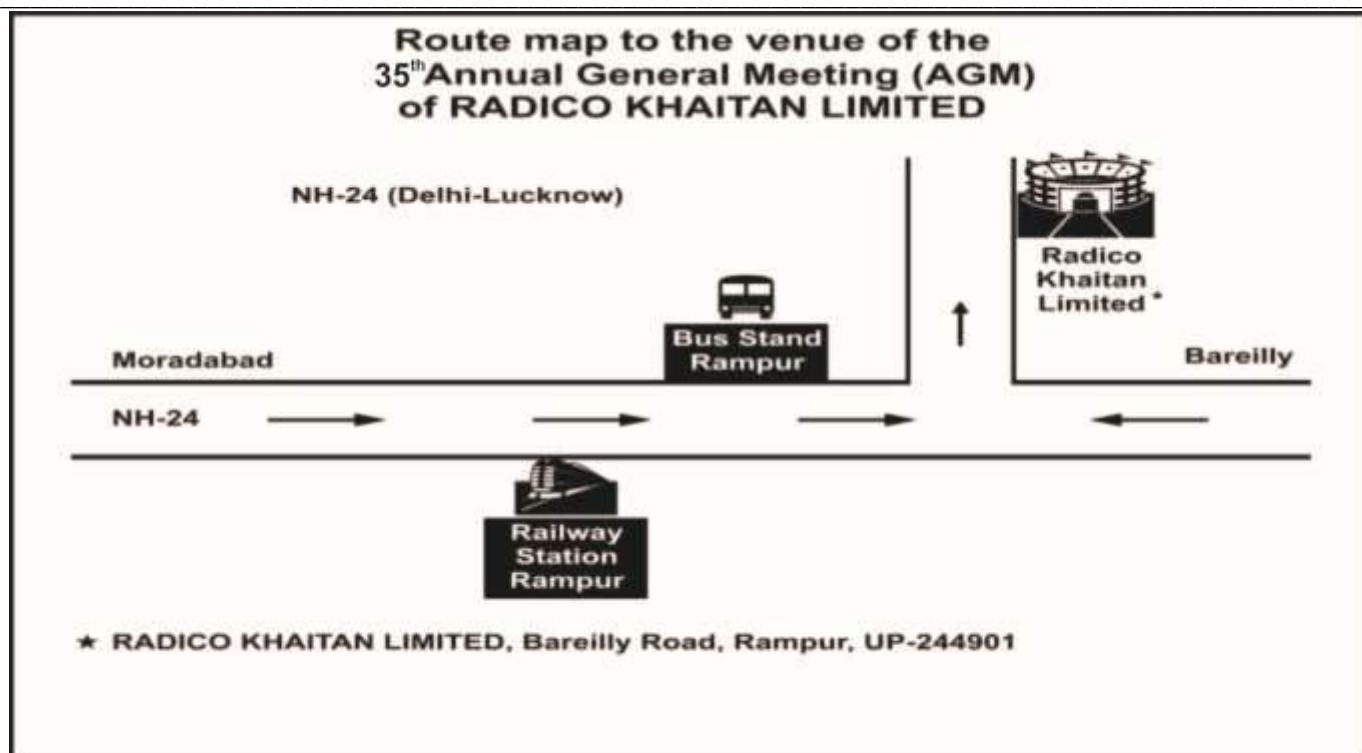 Route map to the venue of the
35thAnnual General Meeting (AGM)
of RADICO KHAITAN LIMITED
NH-24 (Delhi-Lucknow)
Radico
Khaitan
Limited *
Bus Stand
Rampur
Moradabad
Bareilly
NH-24
Railway
Station
Rampur
★ RADICO KHAITAN LIMITED, Bareilly Road, Rampur, UP-244901